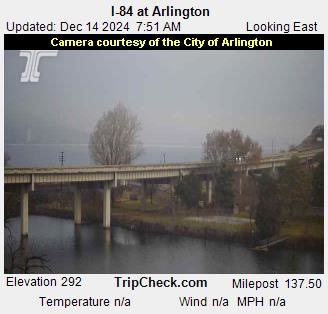 I-84 at Arlington
Updated: Dec 14 2024 7:51 AM Looking East
Camera courtesy of the City of Arlington
Elevation 292 TripCheck.com Milepost 137.50
Temperature n/a Wind n/a MPH n/a